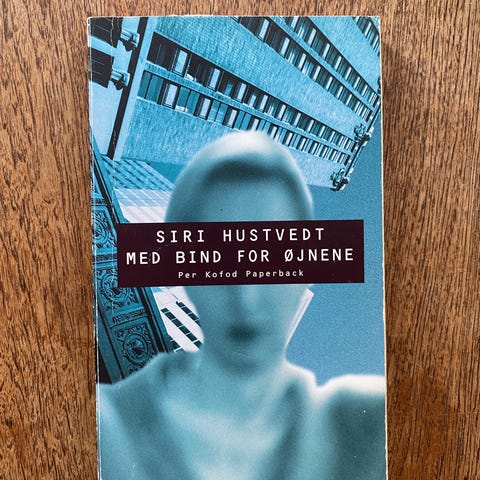 SIRI HUSTVEDT
MED BIND FOR ØJNENE
Per Kofod Paperback